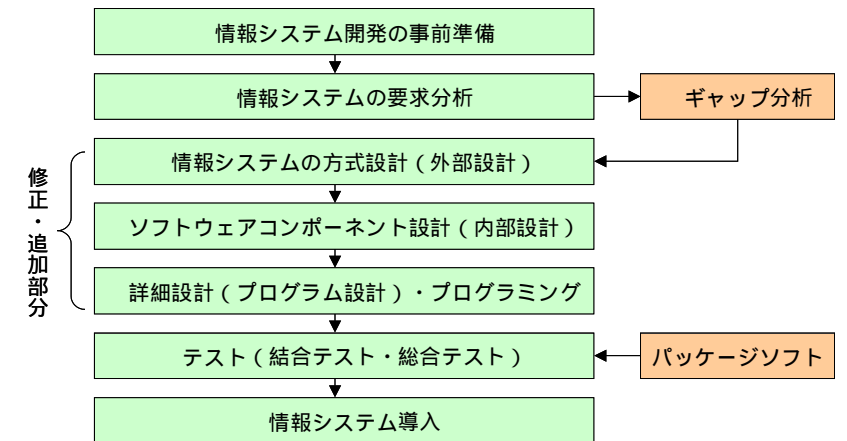 情報システム開発の事前準備
情報システムの要求分析
ギャップ分析
修正・追加部分
情報システムの方式設計(外部設計)
ソフトウェアコンポーネント設計(内部設計)
詳細設計(プログラム設計)・プログラミング
テスト(結合テスト・総合テスト)
パッケージソフト
情報システム導入